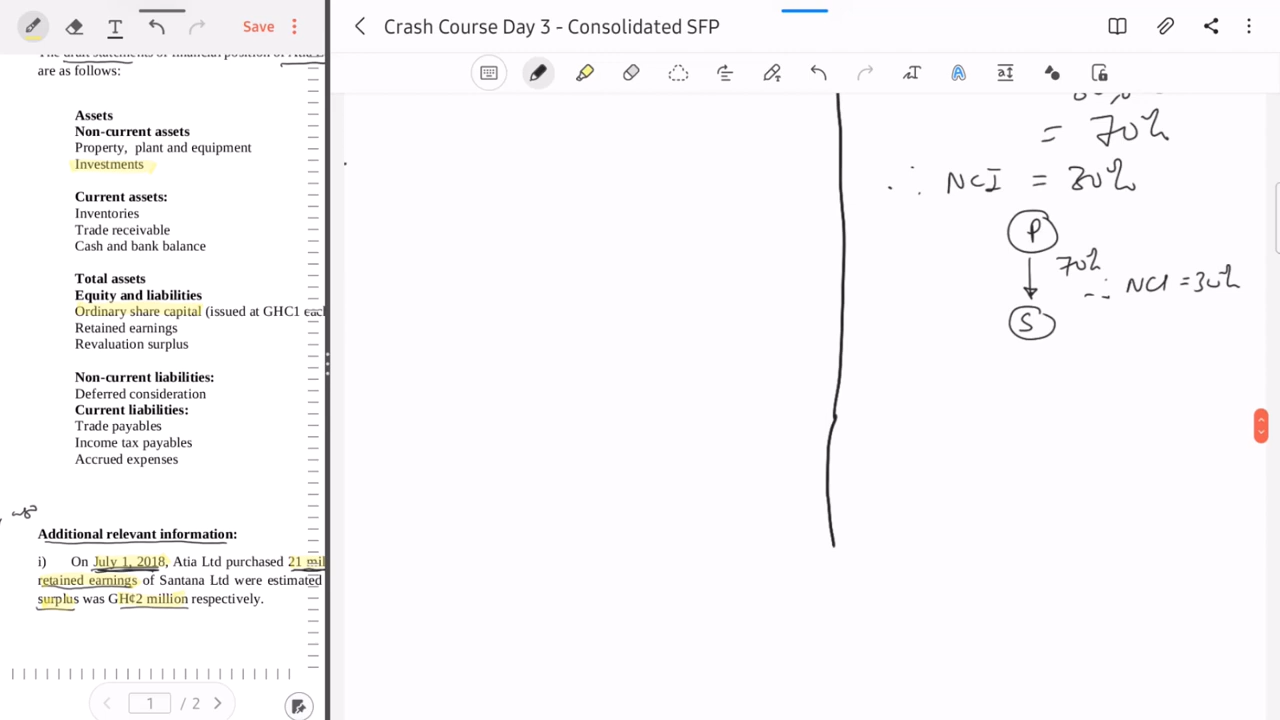 Save
are as follows:
Assets
Non-current assets
Property, plant and equipment
Investments
Current assets:
Inventories
Trade receivable
Cash and bank balance
Total assets
Equity and liabilities
Ordinary share capital (issued at GHC1 each
Retained earnings
Revaluation surplus
Non-current liabilities:
Deferred consideration
Current liabilities:
Trade payables
Income tax payables
Accrued expenses
Additional relevant information:
i) On July 1, 2018, Atia Ltd purchased 21 mil
retained earnings of Santana Ltd were estimated
surplus was GH¢2 million respectively.
1 / 2
Crash Course Day 3 - Consolidated SFP
= 70%
∴ NCI = 30%
P
70%
∴ NCI = 30%
S